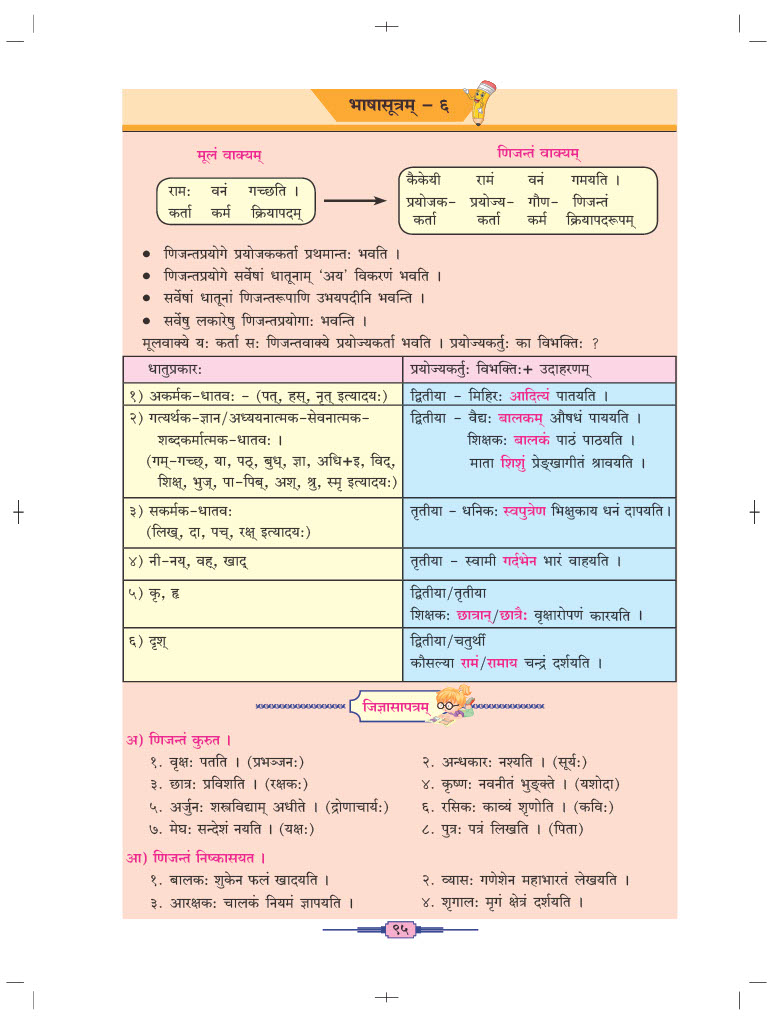 भाषासूत्रम् – ६
मूलं वाक्यम्
णिजन्तं वाक्यम्
रामः वनं गच्छति ।
कर्ता कर्म क्रियापदम्
कैकेयी रामं वनं गमयति ।
प्रयोजक- प्रयोज्य- गौण- णिजन्तं
कर्ता कर्ता कर्म क्रियापदरूपम्
● णिजन्तप्रयोगे प्रयोजककर्ता प्रथमान्तः भवति ।
● णिजन्तप्रयोगे सर्वेषां धातूनाम् ‘अय’ विकरणं भवति ।
● सर्वेषां धातूनां णिजन्तरूपाणि उभयपदीनि भवन्ति ।
● सर्वेषु लकारेषु णिजन्तप्रयोगाः भवन्ति ।
मूलवाक्ये यः कर्ता सः णिजन्तवाक्ये प्रयोज्यकर्ता भवति । प्रयोज्यकर्तुः का विभक्तिः ?
धातुप्रकारः
प्रयोज्यकर्तुः विभक्तिः+ उदाहरणम्
१) अकर्मक-धातवः – (पत्, हस्, नृत् इत्यादयः)
द्वितीया – मिहिरः आदित्यं पातयति ।
२) गत्यर्थक-ज्ञान/अध्ययनात्मक-सेवनात्मक-
शब्दकर्मात्मक-धातवः ।
(गम्-गच्छ्, या, पठ्, बुध्, ज्ञा, अधि+इ, विद्,
शिक्ष्, भुज्, पा-पिब्, अश्, श्रु, स्मृ इत्यादयः)
द्वितीया – वैद्यः बालकम् औषधं पाययति ।
शिक्षकः बालकं पाठं पाठयति ।
माता शिशुं प्रेङ्खागीतं श्रावयति ।
३) सकर्मक-धातवः
(लिख्, दा, पच्, रक्ष् इत्यादयः)
तृतीया – धनिकः स्वपुत्रेण भिक्षुकाय धनं दापयति।
४) नी-नय्, वह्, खाद्
तृतीया – स्वामी गर्दभेन भारं वाहयति ।
५) कृ, हृ
द्वितीया/तृतीया
शिक्षकः छात्रान्/छात्रैः वृक्षारोपणं कारयति ।
६) दृश्
द्वितीया/चतुर्थी
कौसल्या रामं/रामाय चन्द्रं दर्शयति ।
जिज्ञासापत्रम्
अ) णिजन्तं कुरुत ।
१. वृक्षः पतति । (प्रभञ्जनः)
२. अन्धकारः नश्यति । (सूर्यः)
३. छात्रः प्रविशति । (रक्षकः)
४. कृष्णः नवनीतं भुङ्क्ते । (यशोदा)
५. अर्जुनः शस्त्रविद्याम् अधीते । (द्रोणाचार्यः)
६. रसिकः काव्यं शृणोति । (कविः)
७. मेघः सन्देशं नयति । (यक्षः)
८. पुत्रः पत्रं लिखति । (पिता)
आ) णिजन्तं निष्कासयत ।
१. बालकः शुकेन फलं खादयति ।
२. व्यासः गणेशेन महाभारतं लेखयति ।
३. आरक्षकः चालकं नियमं ज्ञापयति ।
४. शृगालः मृगं क्षेत्रं दर्शयति ।
९५